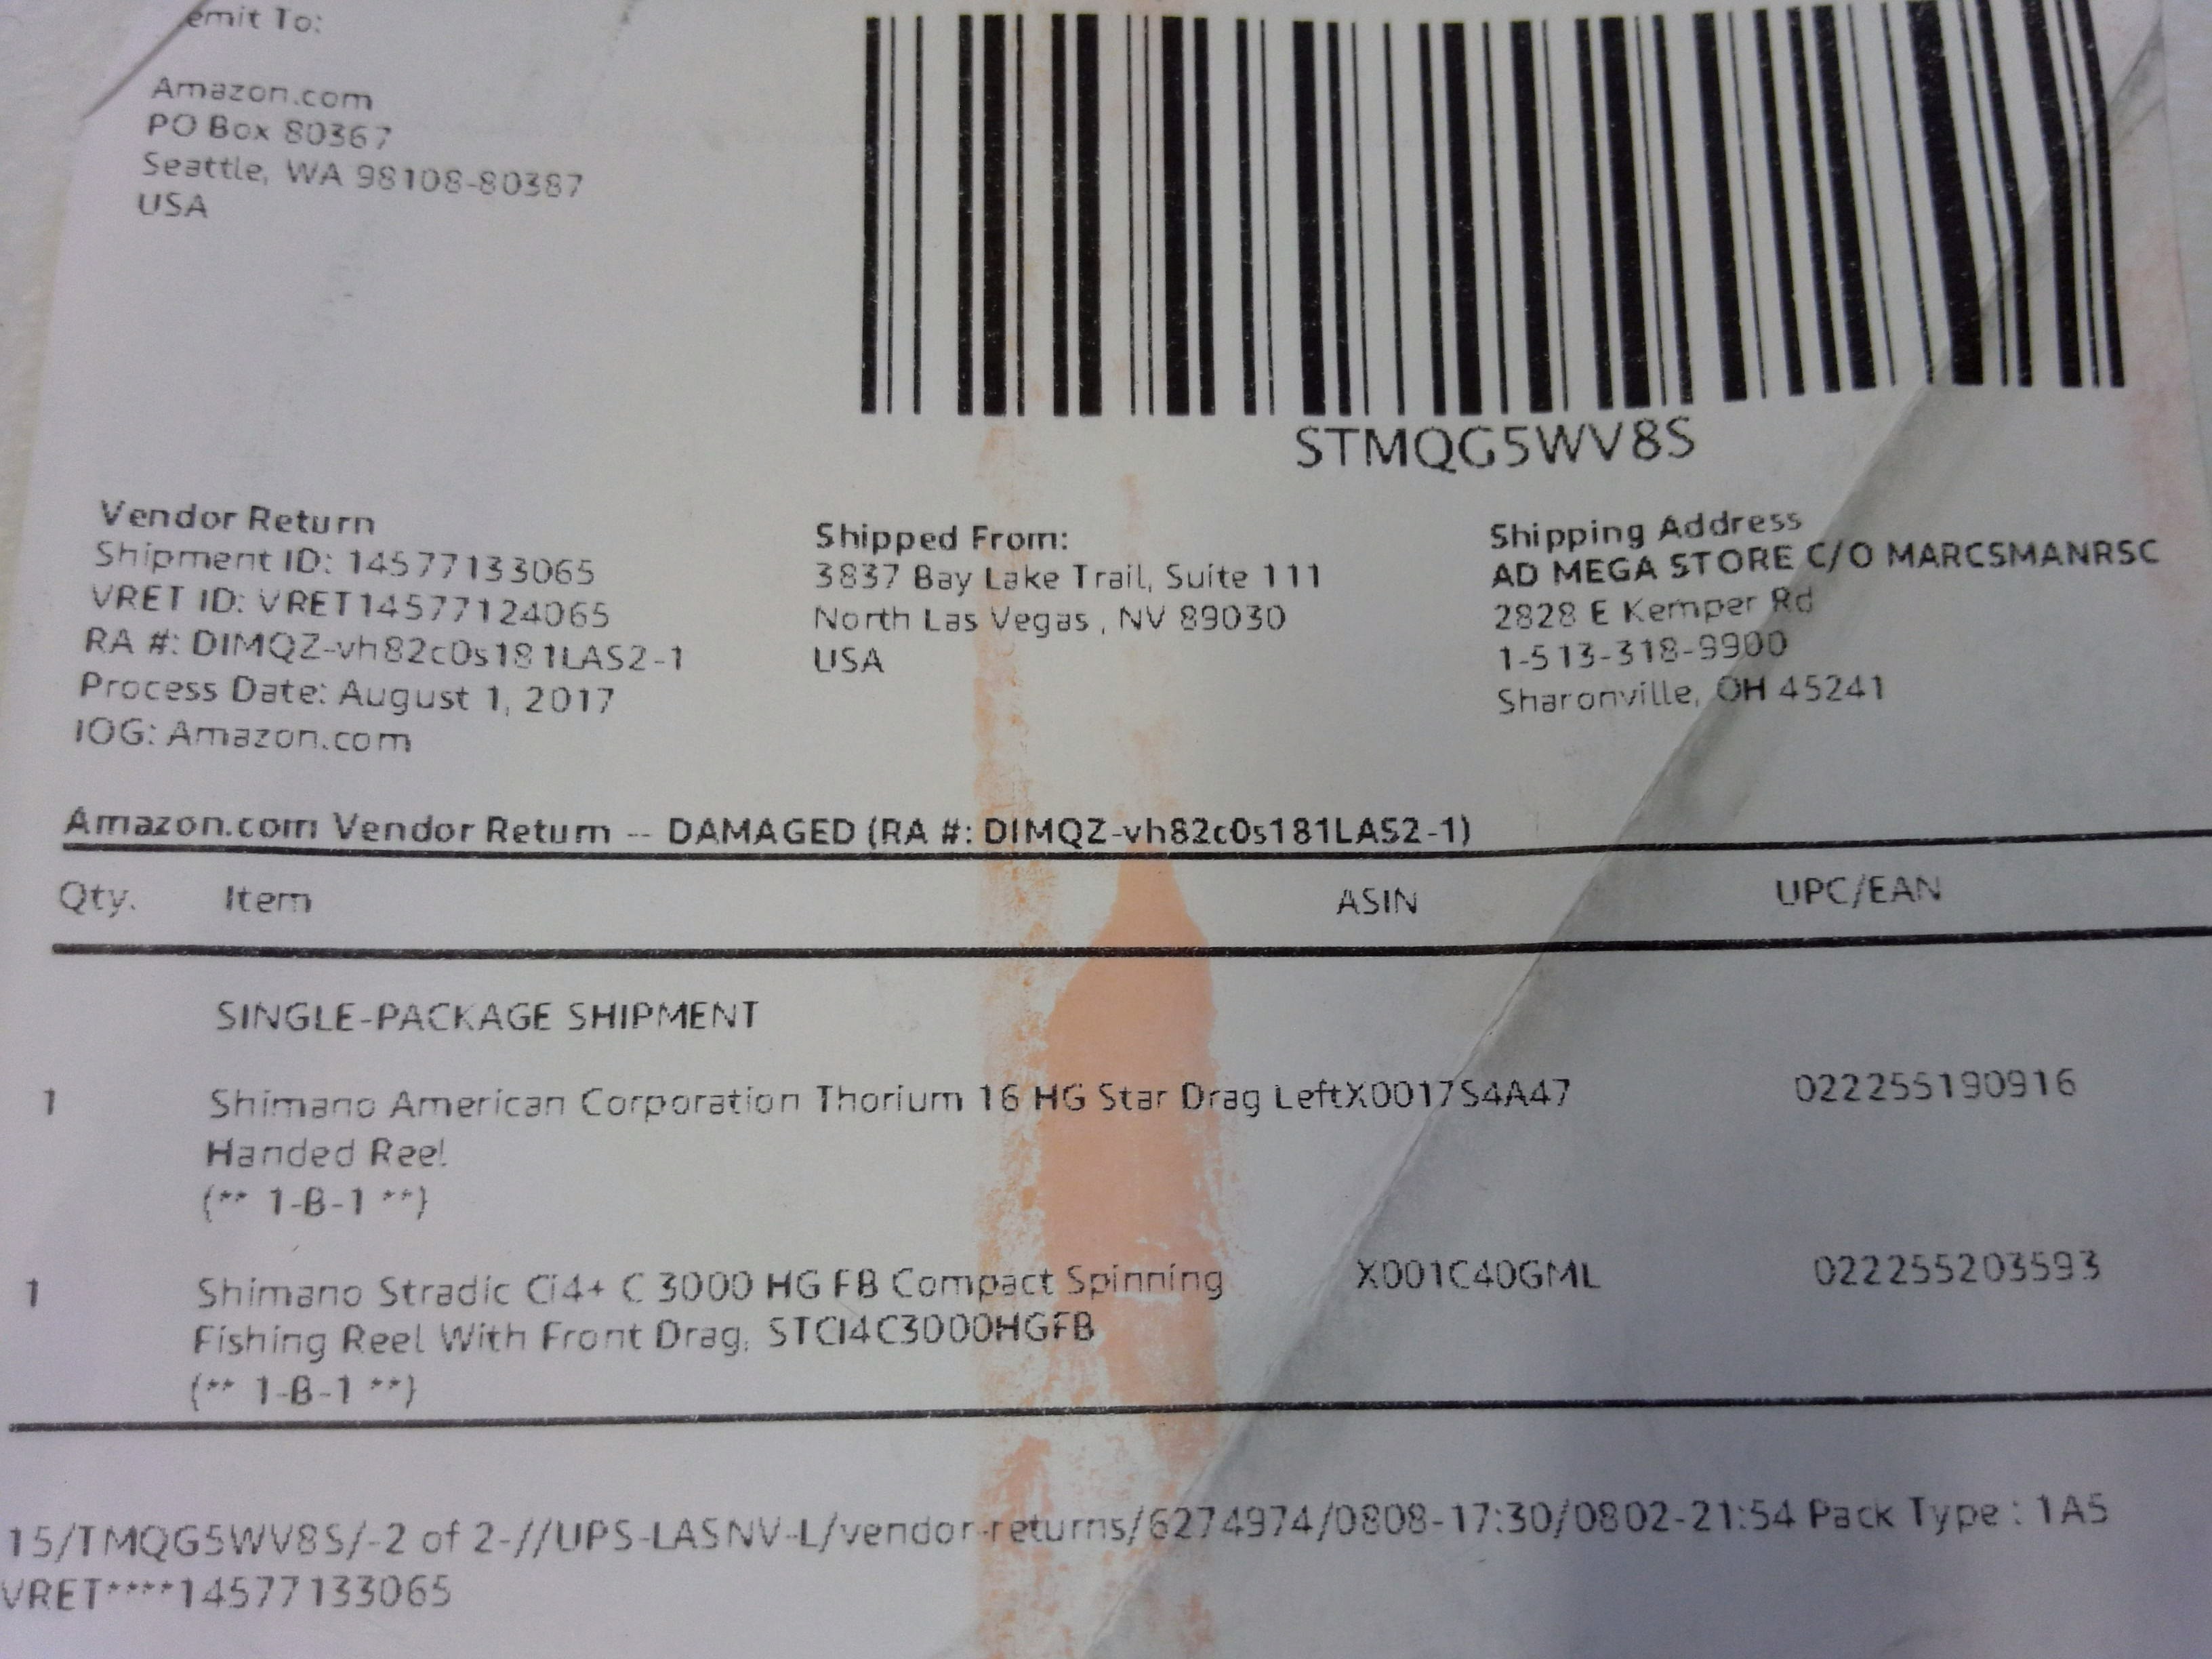 emit To:
Amazon.com
PO Box 80367
Seattle, WA 98108-80387
USA
STMQG5WV8S
Vendor Return
Shipment ID: 14577133065
VRET ID: VRET14577124065
RA #: DIMQZ-vh82c0s181LAS2-1
Process Date: August 1, 2017
IOG: Amazon.com
Shipped From:
3837 Bay Lake Trail, Suite 111
North Las Vegas , NV 89030
USA
Shipping Address
AD MEGA STORE C/O MARCSMANRSC
2828 E Kemper Rd
1-513-318-9900
Sharonville, OH 45241
Amazon.com Vendor Return -- DAMAGED (RA #: DIMQZ-vh82c0s181LAS2-1)
Qty. Item ASIN UPC/EAN
SINGLE-PACKAGE SHIPMENT
1 Shimano American Corporation Thorium 16 HG Star Drag LeftX0017S4A47 022255190916
Handed Reel
(** 1-B-1 **)
1 Shimano Stradic Ci4+ C 3000 HG FB Compact Spinning X001C40GML 022255203593
Fishing Reel With Front Drag, STCI4C3000HGFB
(** 1-B-1 **)
15/TMQG5WV8S/-2 of 2-//UPS-LASNV-L/vendor-returns/6274974/0808-17:30/0802-21:54 Pack Type : 1A5
VRET****14577133065